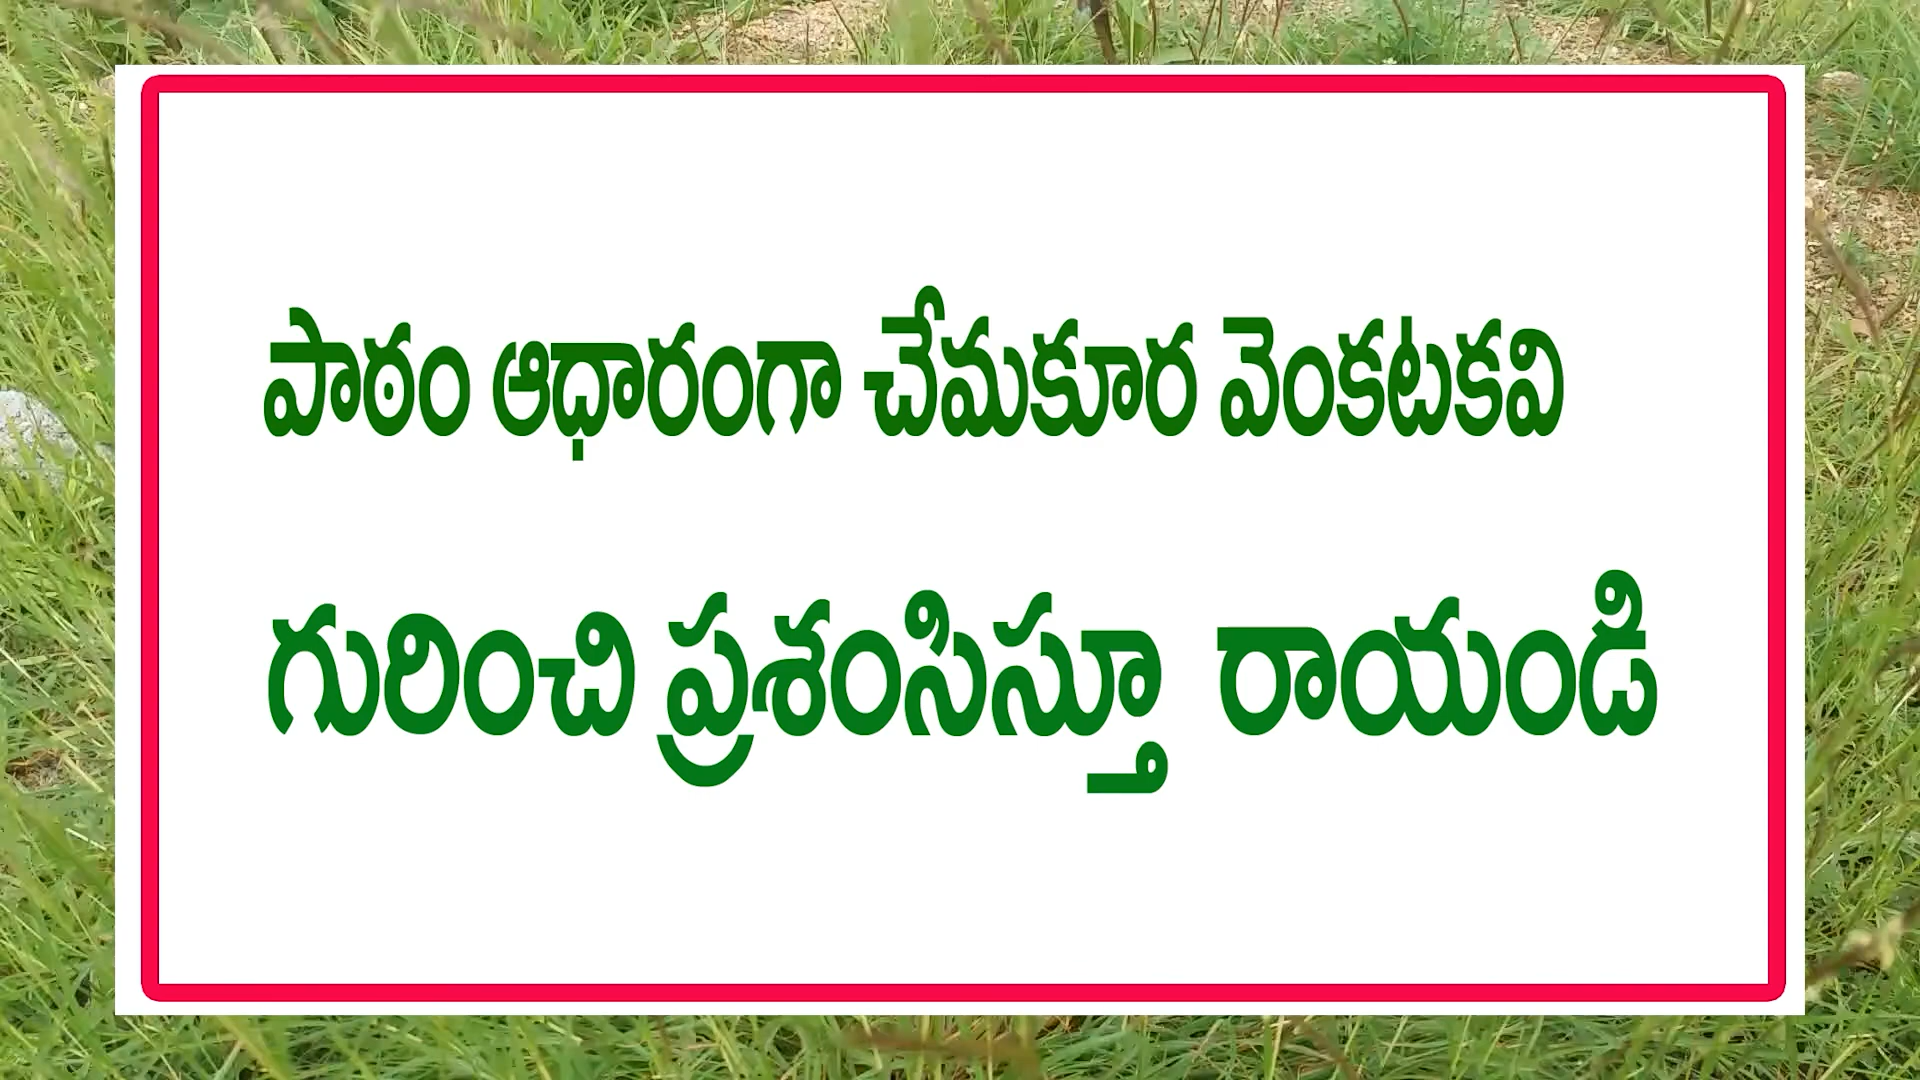 పాఠం ఆధారంగా చేమకూర వెంకటకవి
గురించి ప్రశంసిస్తూ రాయండి